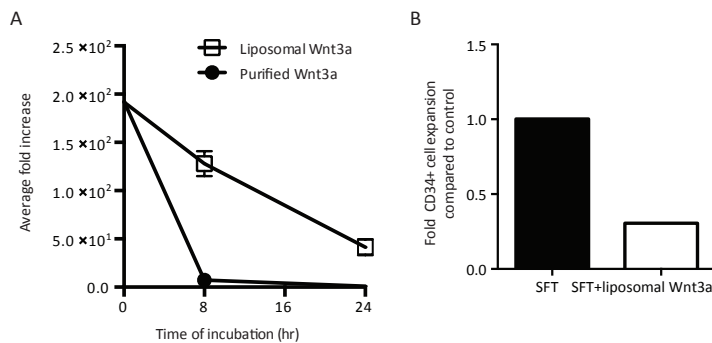 A
2.5 ×10²
2.0 ×10²
1.5 ×10²
1.0 ×10²
5.0 ×10¹
0.0
Average fold increase
Liposomal Wnt3a
Purified Wnt3a
0
8
16
24
Time of incubation (hr)
B
1.5
1.0
0.5
0.0
Fold CD34+ cell expansion
compared to control
SFT
SFT+liposomal Wnt3a